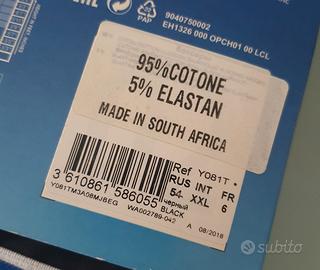 PAP
9040750002
EH1326 000 OPCH01 00 LCL
95%COTONE
5% ELASTAN
MADE IN SOUTH AFRICA
Ref Y081T
RUS INT FR
54 XXL 6
черный
BLACK
3 610861 586055
Y081TM3A08MJBEG WA002789-042 A 08/2018
subito